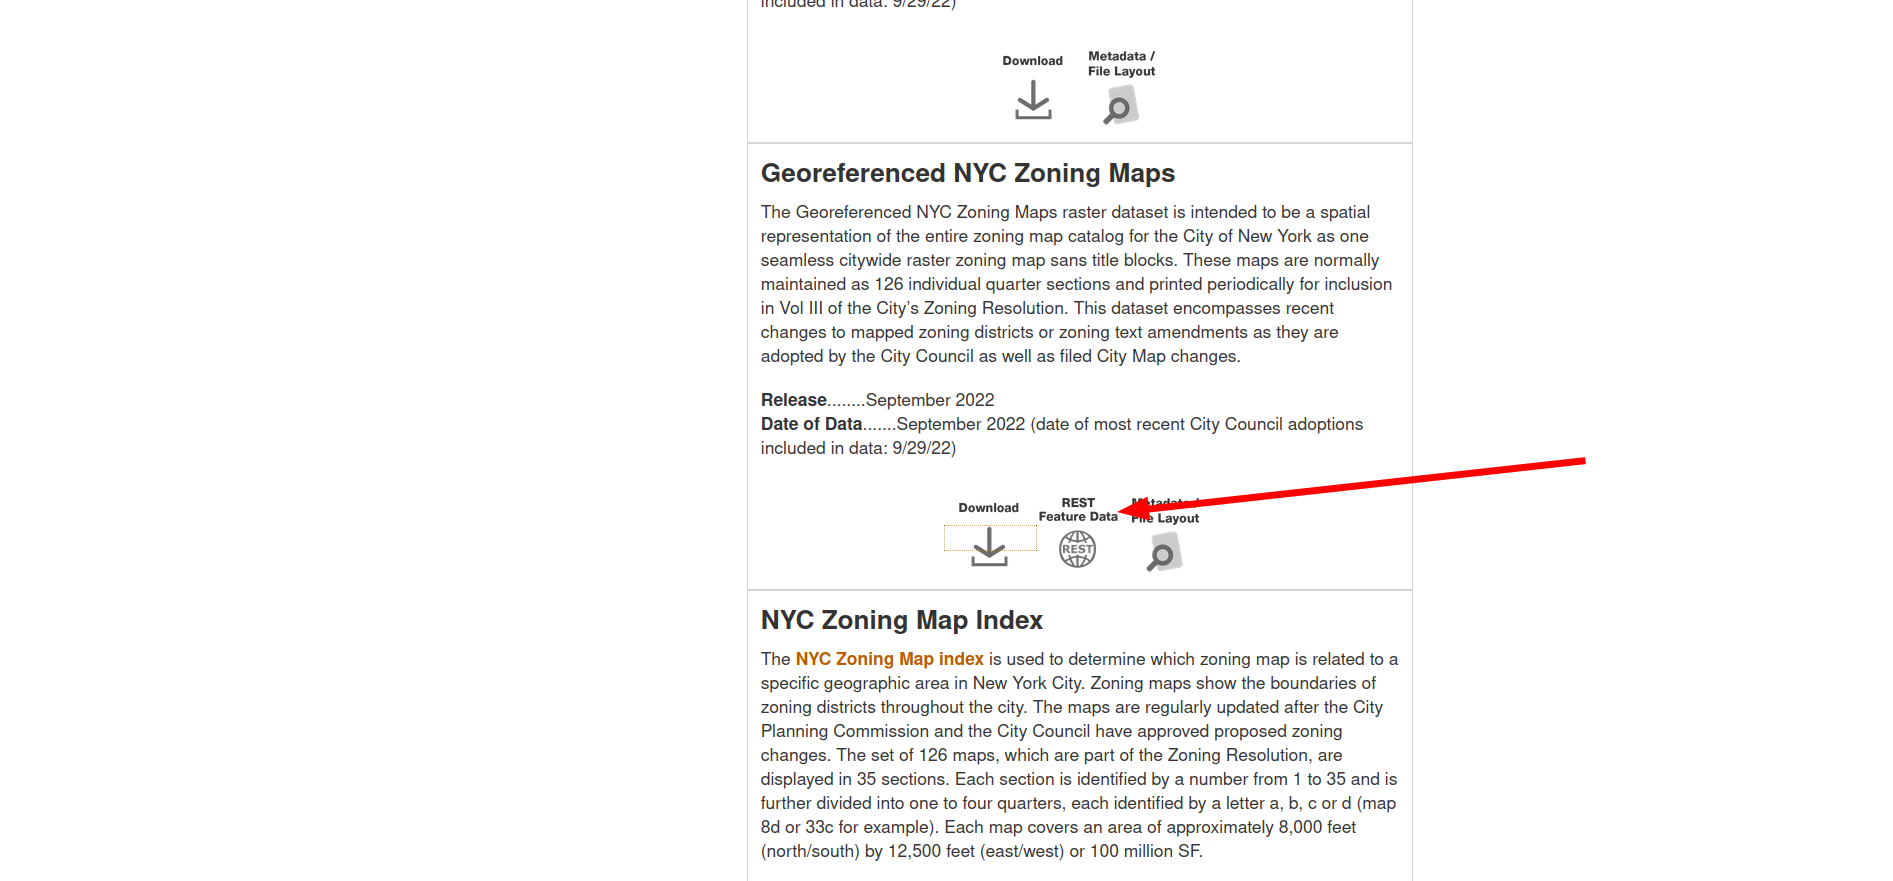 included in data: 9/29/22)
Download
Metadata /
File Layout
Georeferenced NYC Zoning Maps
The Georeferenced NYC Zoning Maps raster dataset is intended to be a spatial
representation of the entire zoning map catalog for the City of New York as one
seamless citywide raster zoning map sans title blocks. These maps are normally
maintained as 126 individual quarter sections and printed periodically for inclusion
in Vol III of the City’s Zoning Resolution. This dataset encompasses recent
changes to mapped zoning districts or zoning text amendments as they are
adopted by the City Council as well as filed City Map changes.
Release........September 2022
Date of Data.......September 2022 (date of most recent City Council adoptions
included in data: 9/29/22)
Download
REST
Feature Data
REST
Metadata /
File Layout
NYC Zoning Map Index
The NYC Zoning Map index is used to determine which zoning map is related to a
specific geographic area in New York City. Zoning maps show the boundaries of
zoning districts throughout the city. The maps are regularly updated after the City
Planning Commission and the City Council have approved proposed zoning
changes. The set of 126 maps, which are part of the Zoning Resolution, are
displayed in 35 sections. Each section is identified by a number from 1 to 35 and is
further divided into one to four quarters, each identified by a letter a, b, c or d (map
8d or 33c for example). Each map covers an area of approximately 8,000 feet
(north/south) by 12,500 feet (east/west) or 100 million SF.